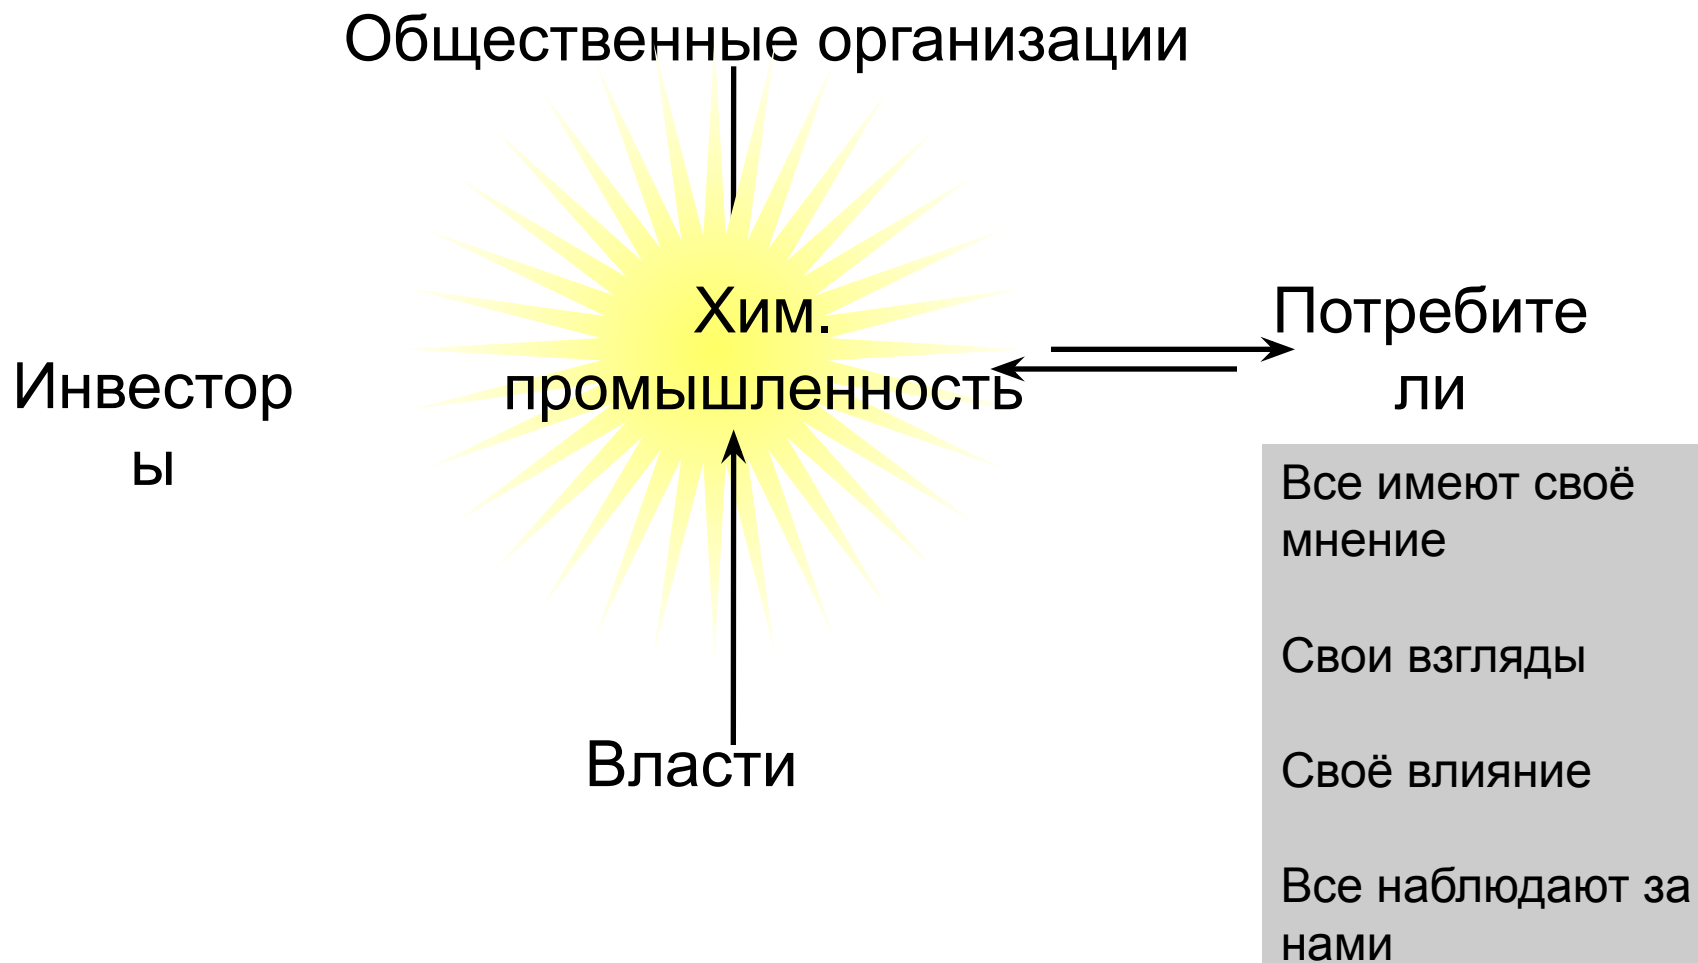 Общественные организации
Хим.
промышленность
Инвестор
ы
Потребите
ли
Власти
Все имеют своё
мнение
Свои взгляды
Своё влияние
Все наблюдают за
нами